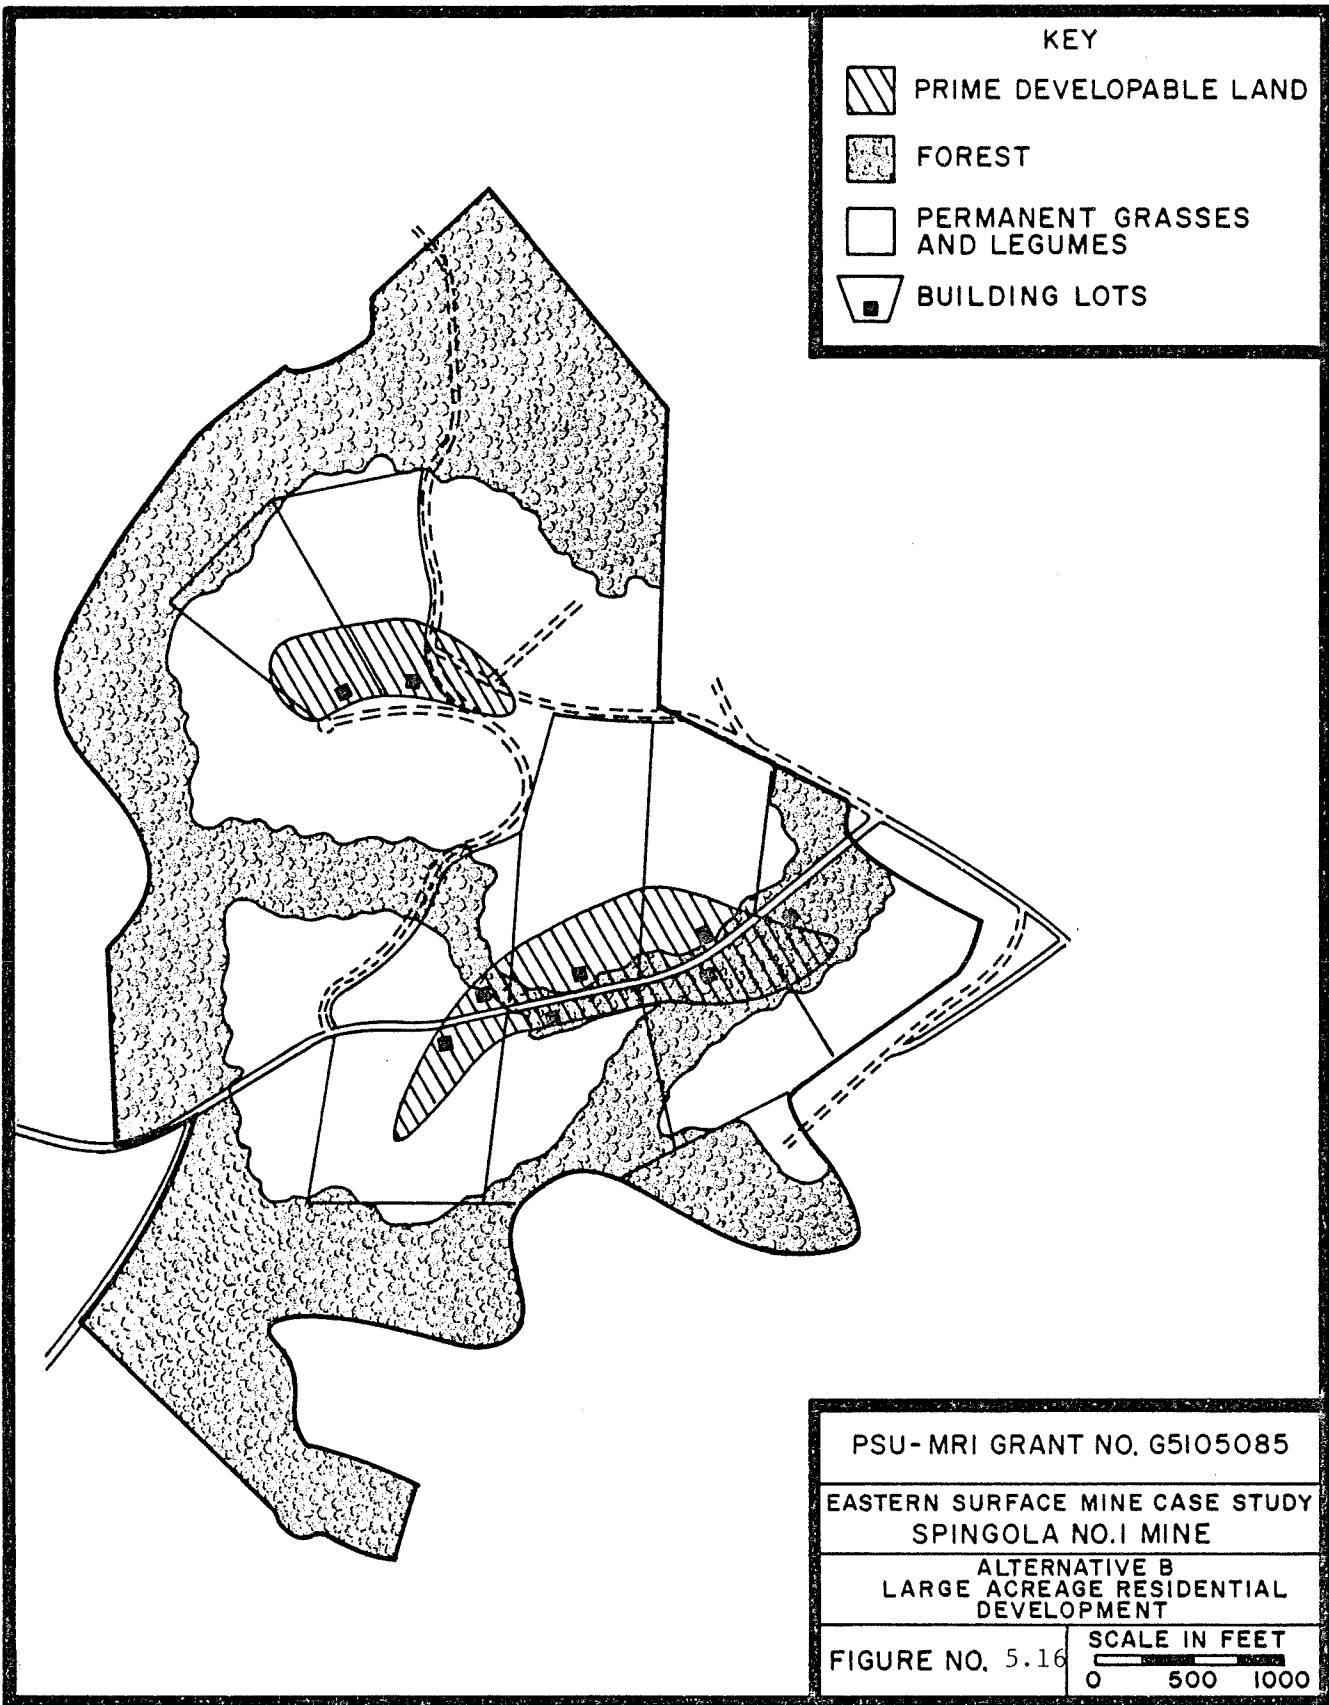 KEY
PRIME DEVELOPABLE LAND
FOREST
PERMANENT GRASSES
AND LEGUMES
BUILDING LOTS
PSU-MRI GRANT NO. G5105085
EASTERN SURFACE MINE CASE STUDY
SPINGOLA NO.1 MINE
ALTERNATIVE B
LARGE ACREAGE RESIDENTIAL
DEVELOPMENT
FIGURE NO. 5.16
SCALE IN FEET
0 500 1000